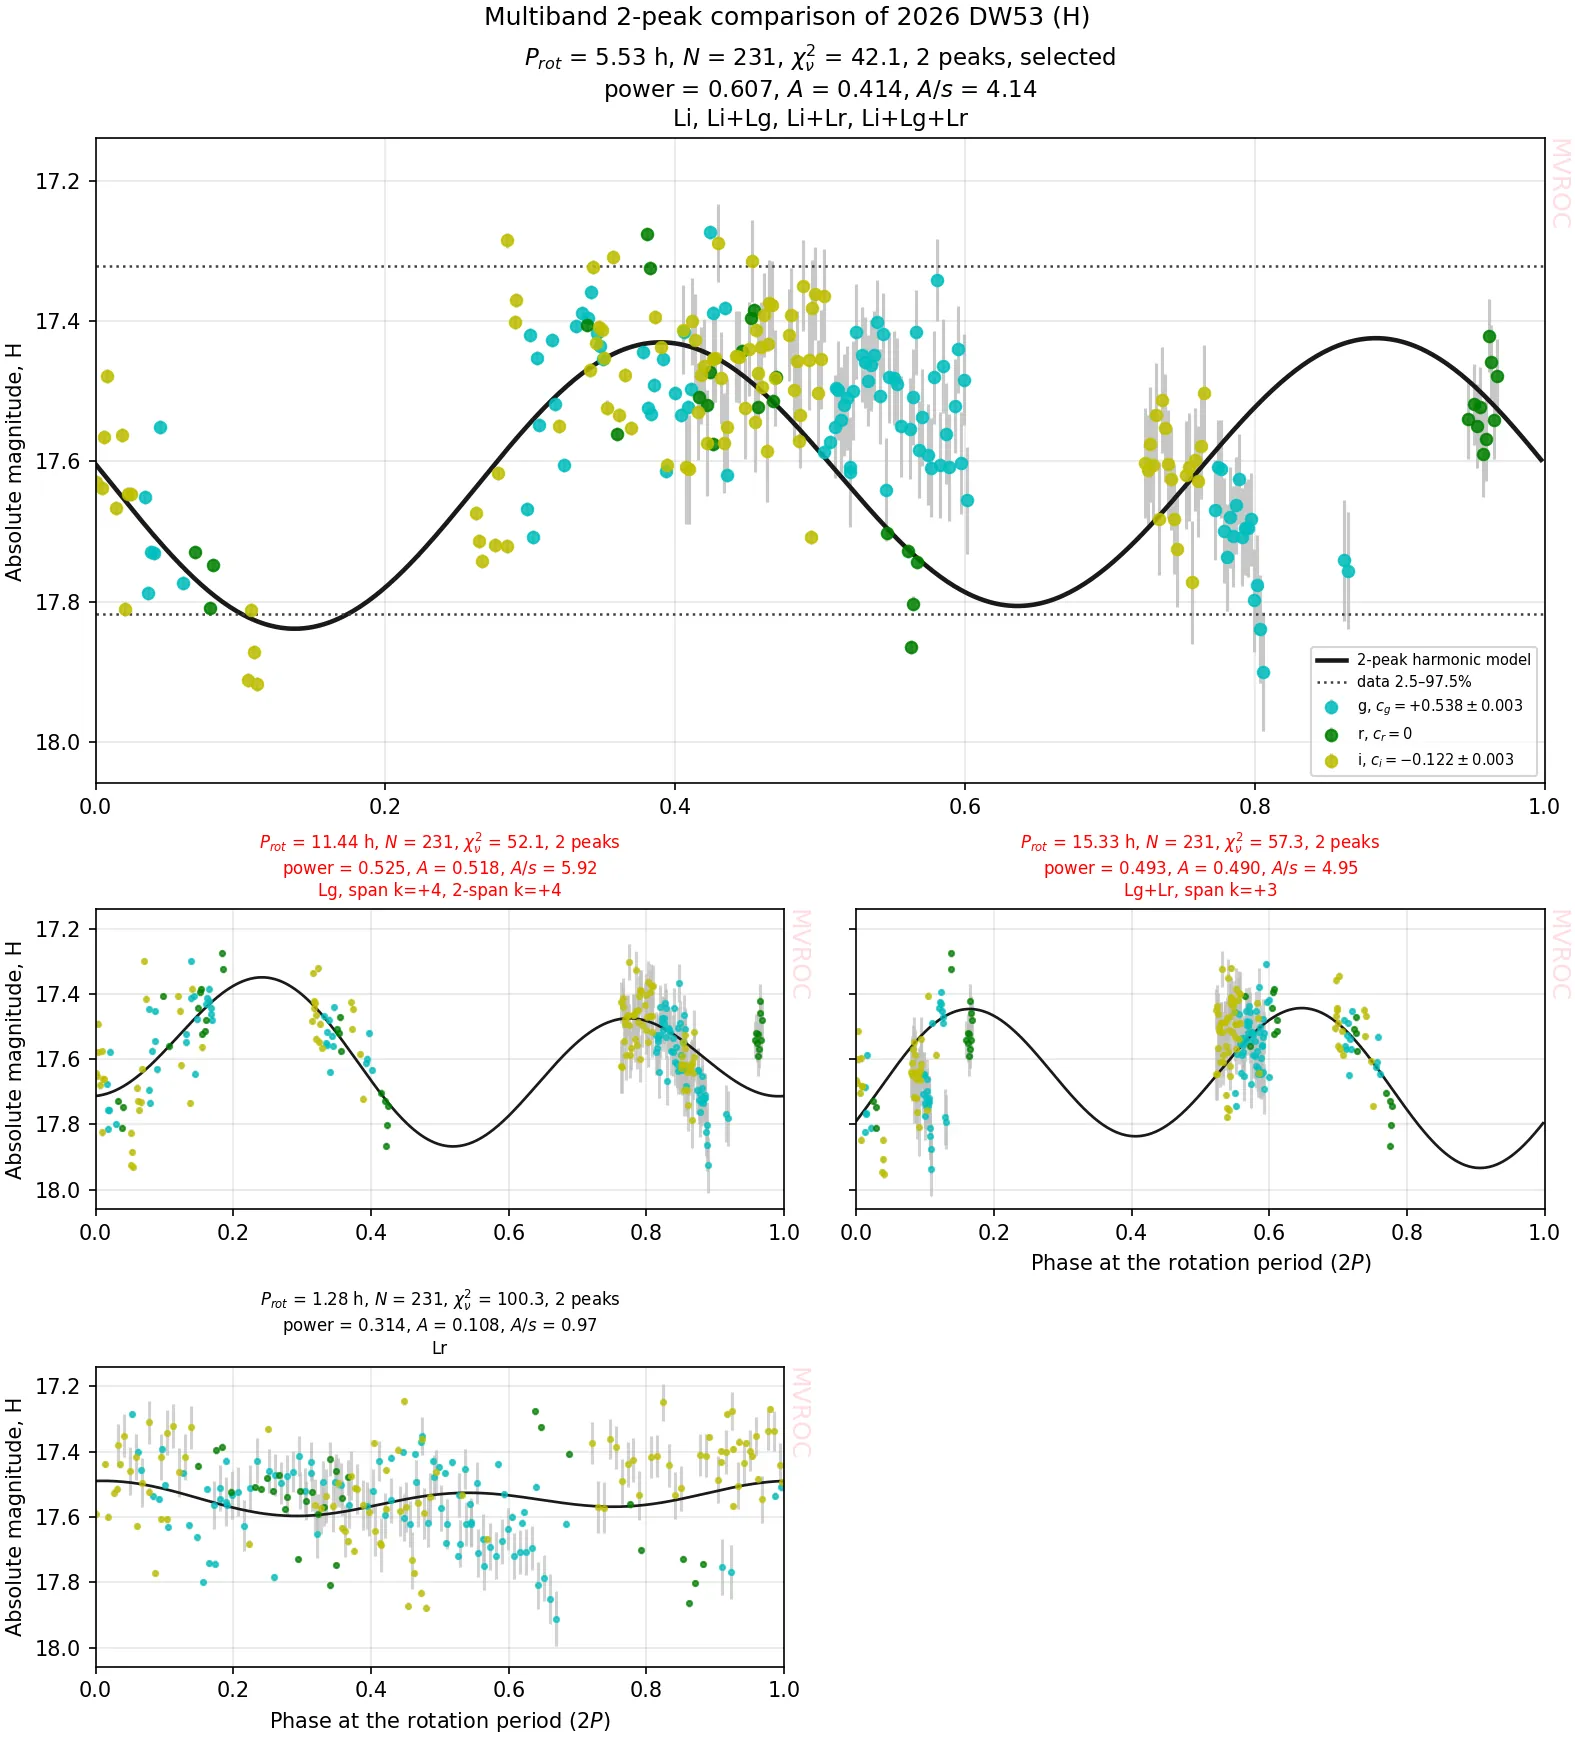 Multiband 2-peak comparison of 2026 DW53 (H)
P_rot = 5.53 h, N = 231, χ²_ν = 42.1, 2 peaks, selected
power = 0.607, A = 0.414, A/s = 4.14
Li, Li+Lg, Li+Lr, Li+Lg+Lr
Absolute magnitude, H
17.2
17.4
17.6
17.8
18.0
0.0 0.2 0.4 0.6 0.8 1.0
2-peak harmonic model
data 2.5–97.5%
g, c_g = +0.538 ± 0.003
r, c_r = 0
i, c_i = −0.122 ± 0.003
MVROC
P_rot = 11.44 h, N = 231, χ²_ν = 52.1, 2 peaks
power = 0.525, A = 0.518, A/s = 5.92
Lg, span k=+4, 2-span k=+4
Absolute magnitude, H
17.2
17.4
17.6
17.8
18.0
0.0 0.2 0.4 0.6 0.8 1.0
MVROC
P_rot = 15.33 h, N = 231, χ²_ν = 57.3, 2 peaks
power = 0.493, A = 0.490, A/s = 4.95
Lg+Lr, span k=+3
0.0 0.2 0.4 0.6 0.8 1.0
Phase at the rotation period (2P)
MVROC
P_rot = 1.28 h, N = 231, χ²_ν = 100.3, 2 peaks
power = 0.314, A = 0.108, A/s = 0.97
Lr
Absolute magnitude, H
17.2
17.4
17.6
17.8
18.0
0.0 0.2 0.4 0.6 0.8 1.0
Phase at the rotation period (2P)
MVROC